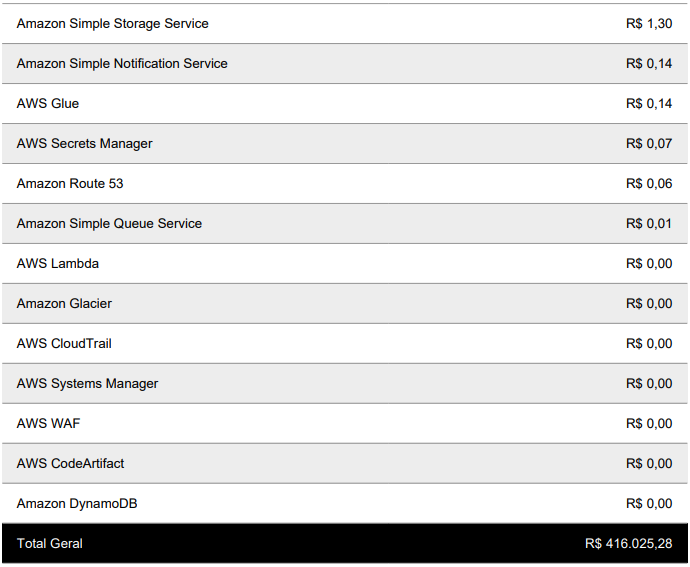 Amazon Simple Storage Service R$ 1,30
Amazon Simple Notification Service R$ 0,14
AWS Glue R$ 0,14
AWS Secrets Manager R$ 0,07
Amazon Route 53 R$ 0,06
Amazon Simple Queue Service R$ 0,01
AWS Lambda R$ 0,00
Amazon Glacier R$ 0,00
AWS CloudTrail R$ 0,00
AWS Systems Manager R$ 0,00
AWS WAF R$ 0,00
AWS CodeArtifact R$ 0,00
Amazon DynamoDB R$ 0,00
Total Geral R$ 416.025,28